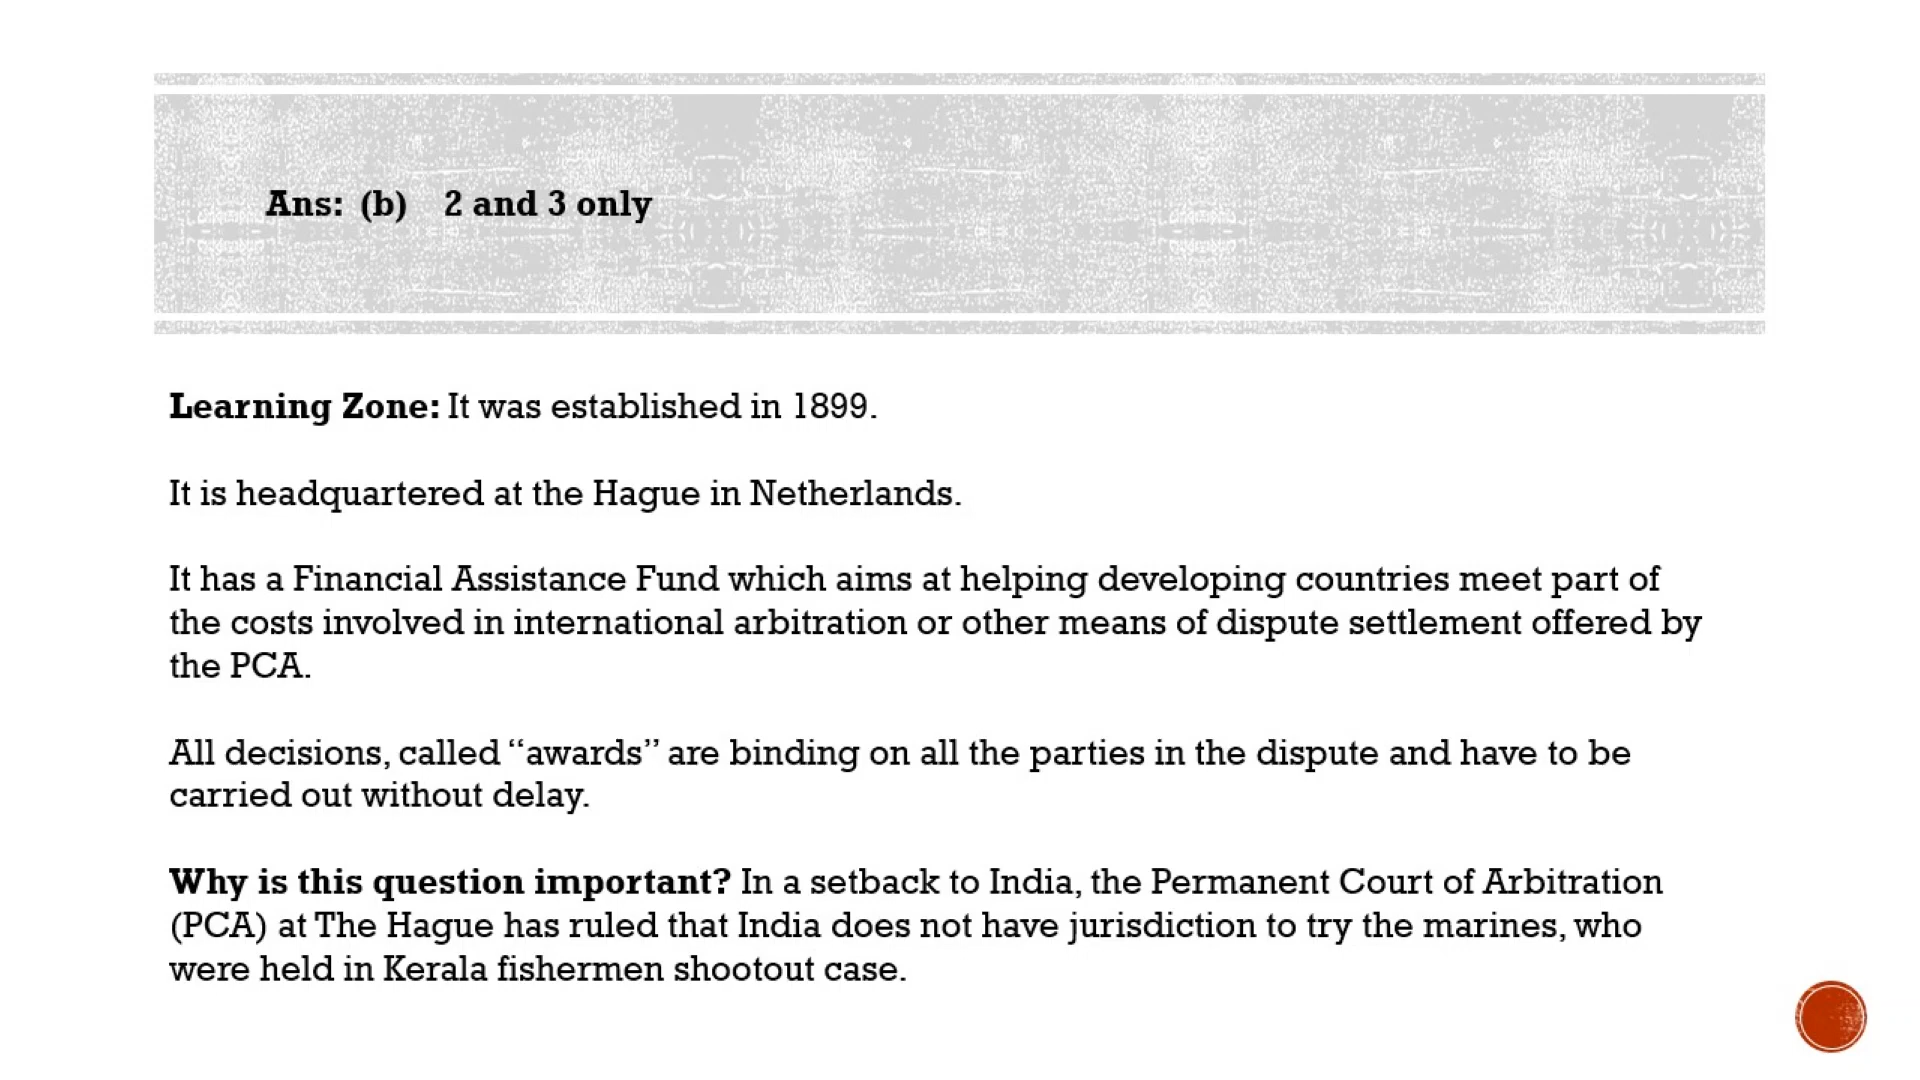 Ans: (b) 2 and 3 only
Learning Zone: It was established in 1899.
It is headquartered at the Hague in Netherlands.
It has a Financial Assistance Fund which aims at helping developing countries meet part of
the costs involved in international arbitration or other means of dispute settlement offered by
the PCA.
All decisions, called “awards” are binding on all the parties in the dispute and have to be
carried out without delay.
Why is this question important? In a setback to India, the Permanent Court of Arbitration
(PCA) at The Hague has ruled that India does not have jurisdiction to try the marines, who
were held in Kerala fishermen shootout case.